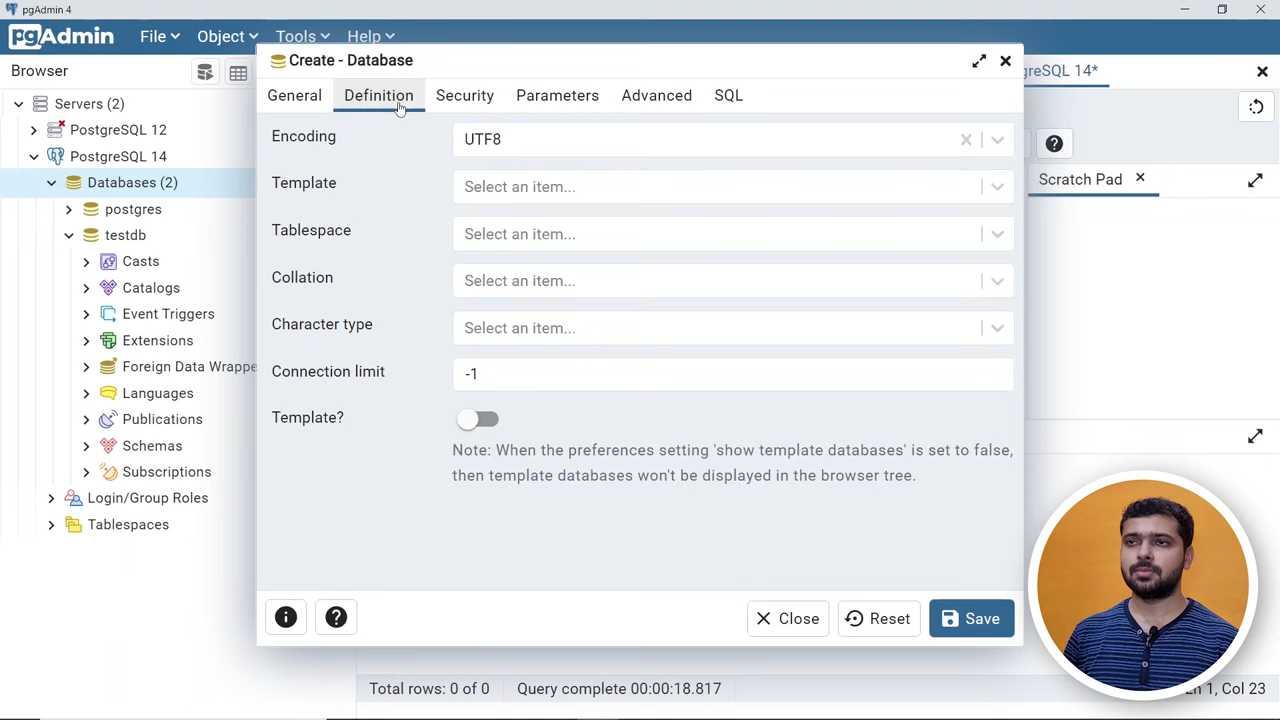 pgAdmin 4
pgAdmin
File
Object
Tools
Help
Browser
Servers (2)
PostgreSQL 12
PostgreSQL 14
Databases (2)
postgres
testdb
Casts
Catalogs
Event Triggers
Extensions
Foreign Data Wrappe
Languages
Publications
Schemas
Subscriptions
Login/Group Roles
Tablespaces
Create - Database
General
Definition
Security
Parameters
Advanced
SQL
Encoding
UTF8
Template
Select an item...
Tablespace
Select an item...
Collation
Select an item...
Character type
Select an item...
Connection limit
-1
Template?
Note: When the preferences setting 'show template databases' is set to false,
then template databases won't be displayed in the browser tree.
Close
Reset
Save
greSQL 14*
Scratch Pad
Total rows: of 0
Query complete 00:00:
Ln 1, Col 23